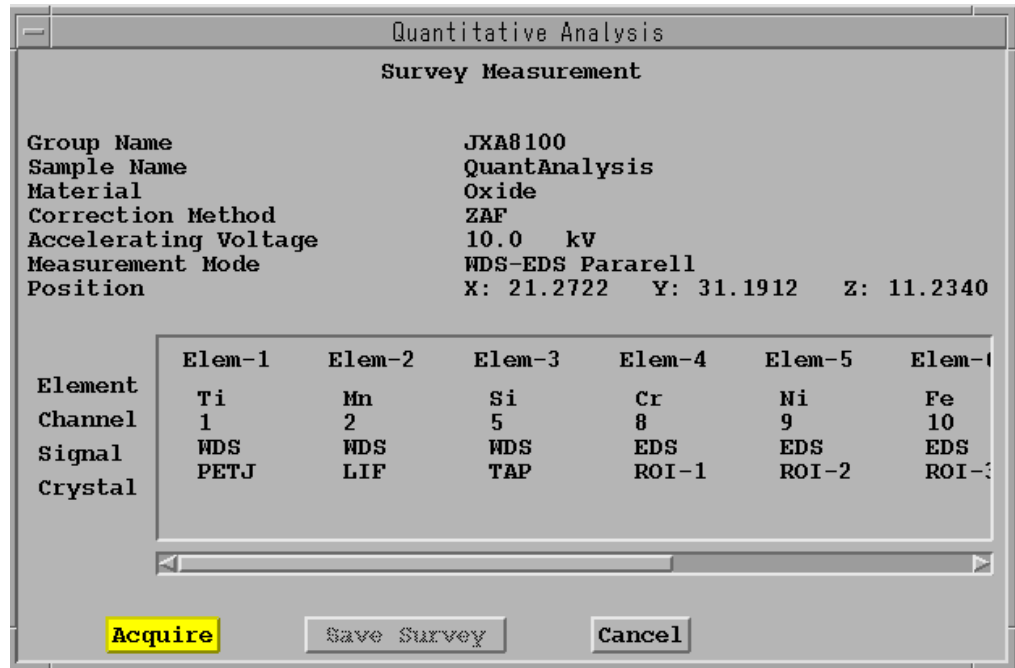 Quantitative Analysis
Survey Measurement
Group Name JXA8100
Sample Name QuantAnalysis
Material Oxide
Correction Method ZAF
Accelerating Voltage 10.0 kV
Measurement Mode WDS-EDS Pararell
Position X: 21.2722 Y: 31.1912 Z: 11.2340
Elem-1 Elem-2 Elem-3 Elem-4 Elem-5 Elem-
Element Ti Mn Si Cr Ni Fe
Channel 1 2 5 8 9 10
Signal WDS WDS WDS EDS EDS EDS
Crystal PETJ LIF TAP ROI-1 ROI-2 ROI-
Acquire Save Survey Cancel